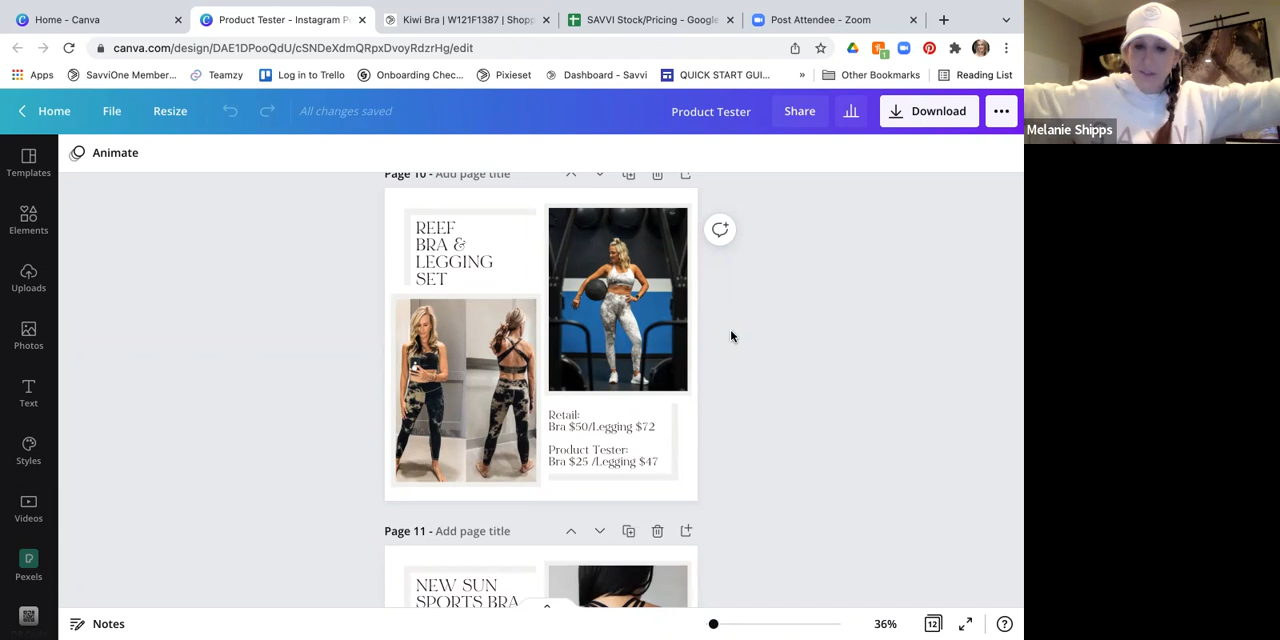 Home - Canva
Product Tester - Instagram P
Kiwi Bra | W121F1387 | Shopp
SAVVI Stock/Pricing - Google
Post Attendee - Zoom
canva.com/design/DAE1DPooQdU/cSNDeXdmQRpxDvoyRdzrHg/edit
1
Apps
SavviOne Member...
Teamzy
Log in to Trello
Onboarding Chec...
Pixieset
Dashboard - Savvi
QUICK START GUI...
»
Other Bookmarks
Reading List
Home
File
Resize
All changes saved
Product Tester
Share
Download
Animate
Templates
Elements
Uploads
Photos
Text
Styles
Videos
Pexels
Page 10 - Add page title
REEF
BRA &
LEGGING
SET
Retail:
Bra $50/Legging $72
Product Tester:
Bra $25 /Legging $47
Page 11 - Add page title
NEW SUN
SPORTS BRA
Notes
36%
12
Melanie Shipps